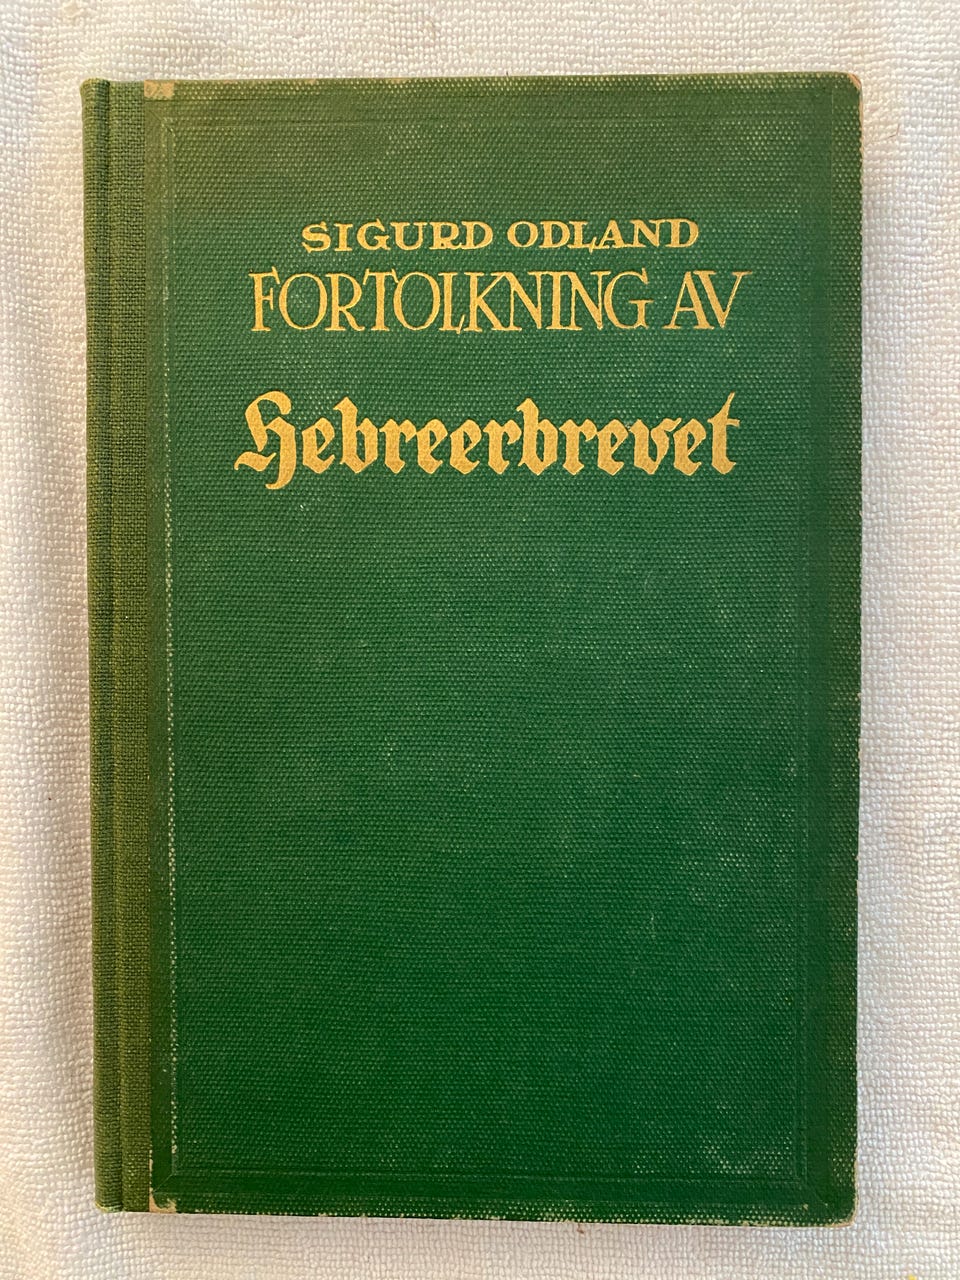 SIGURD ODLAND
FORTOLKNING AV
Hebreerbrevet